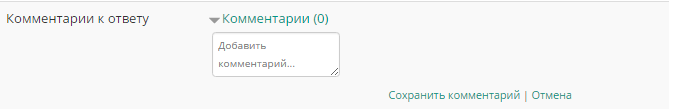 Комментарии к ответу
Комментарии (0)
Добавить
комментарий...
Сохранить комментарий | Отмена